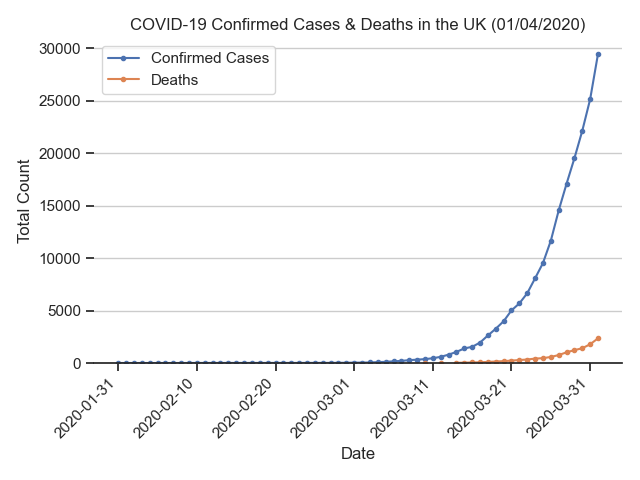 COVID-19 Confirmed Cases & Deaths in the UK (01/04/2020)
Confirmed Cases
Deaths
Total Count
30000
25000
20000
15000
10000
5000
0
2020-01-31
2020-02-10
2020-02-20
2020-03-01
2020-03-11
2020-03-21
2020-03-31
Date